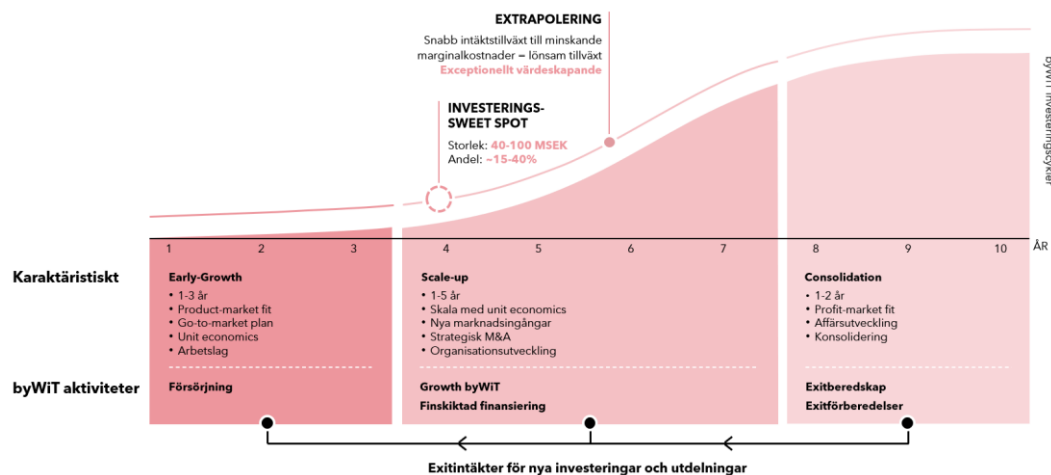 EXTRAPOLERING
Snabb intäktstillväxt till minskande
marginalkostnader – lönsam tillväxt
Exceptionellt värdeskapande
INVESTERINGS-
SWEET SPOT
Storlek: 40-100 MSEK
Andel: ~15-40%
byWiT investeringscykler
1 2 3 4 5 6 7 8 9 10 ÅR
Karaktäristiskt
Early-Growth
• 1-3 år
• Product-market fit
• Go-to-market plan
• Unit economics
• Arbetslag
Scale-up
• 1-5 år
• Skala med unit economics
• Nya marknadsingångar
• Strategisk M&A
• Organisationsutveckling
Consolidation
• 1-2 år
• Profit-market fit
• Affärsutveckling
• Konsolidering
byWiT aktiviteter
Försörjning
Growth byWiT
Finskiktad finansiering
Exitberedskap
Exitförberedelser
Exitintäkter för nya investeringar och utdelningar